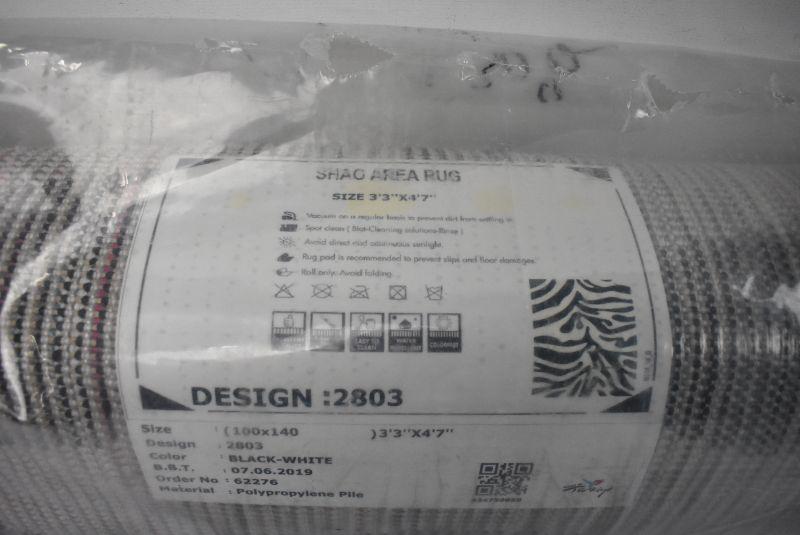 SHAG AREA RUG
SIZE 3'3"X4'7"
Vacuum on a regular basis to prevent dirt from settling in
Spot clean ( Blot-Cleaning solutions-Rinse )
Avoid direct and continuous sunlight.
Rug pad is recommended to prevent slips and floor damages.
Roll only. Avoid folding.
EASY TO CLEAN
WATER
DESIGN :2803
Size : (100x140 )3'3"X4'7"
Design : 2803
Color : BLACK-WHITE
B.B.T. : 07.06.2019
Order No : 62276
Material : Polypropylene Pile